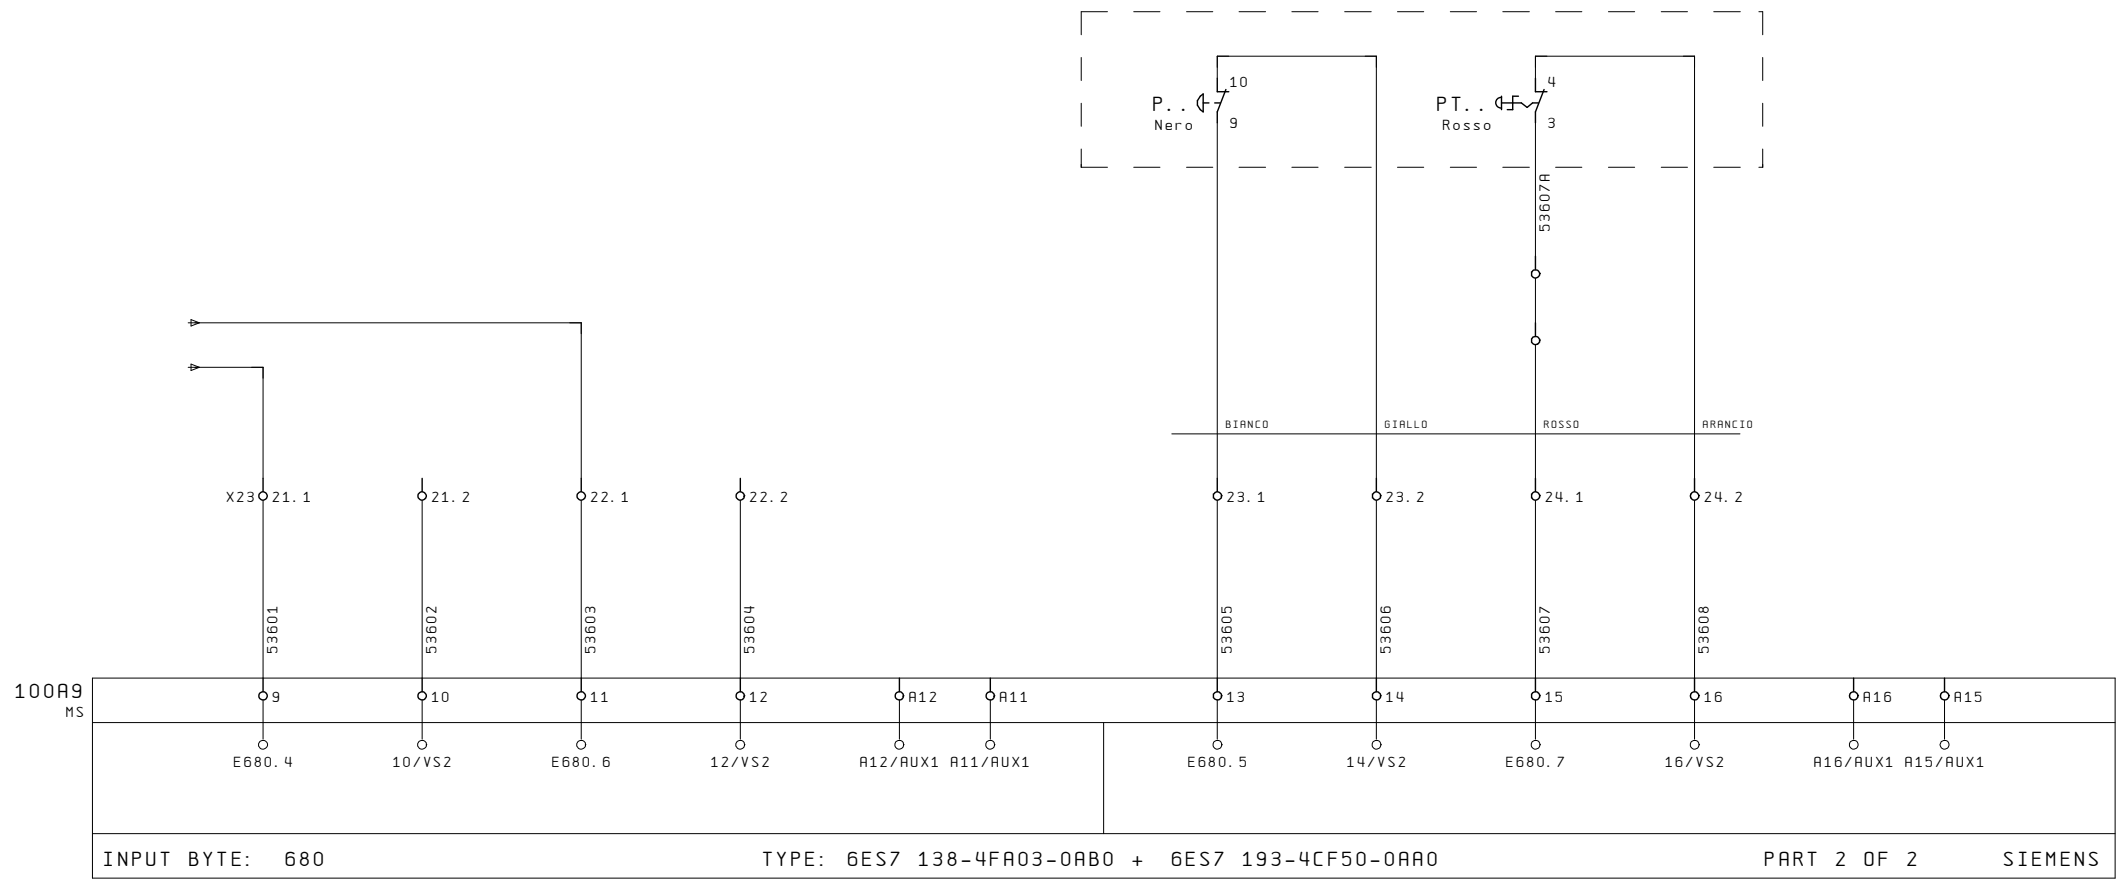 10
P..
Nero
9
4
PT..
Rosso
3
53607A
BIANCO GIALLO ROSSO ARANCIO
X23 21.1 21.2 22.1 22.2 23.1 23.2 24.1 24.2
53601 53602 53603 53604 53605 53606 53607 53608
100A9
MS
9 10 11 12 A12 A11 13 14 15 16 A16 A15
E680.4 10/VS2 E680.6 12/VS2 A12/AUX1 A11/AUX1 E680.5 14/VS2 E680.7 16/VS2 A16/AUX1 A15/AUX1
INPUT BYTE: 680 TYPE: 6ES7 138-4FA03-0AB0 + 6ES7 193-4CF50-0AA0 PART 2 OF 2 SIEMENS